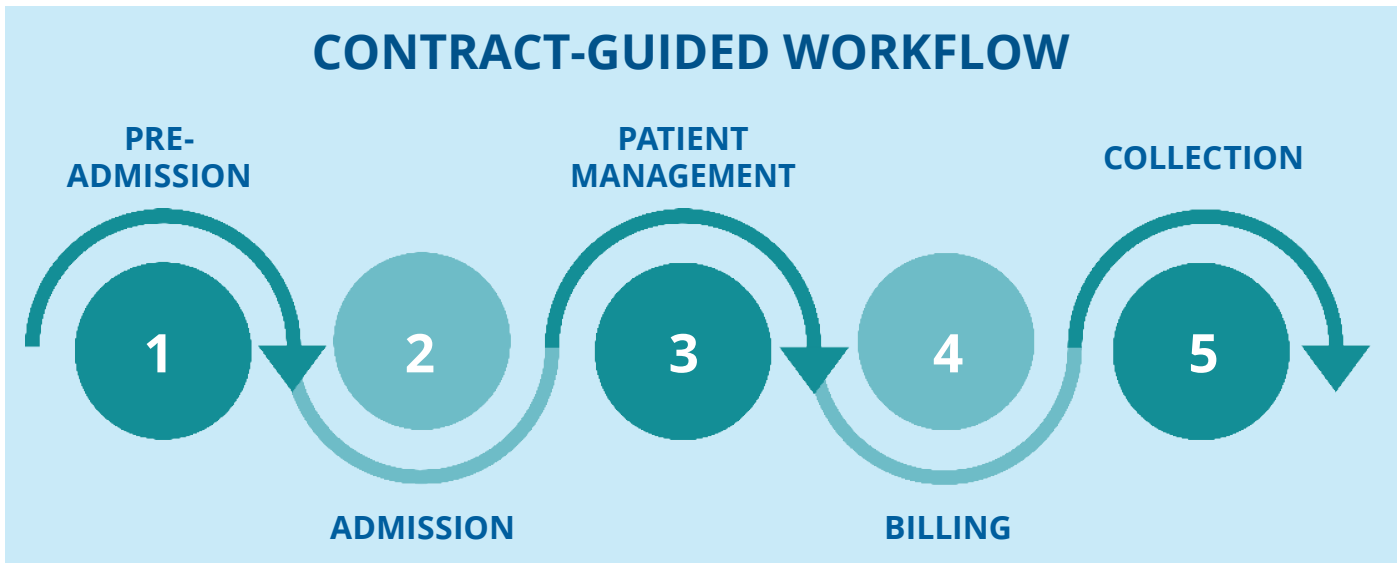 CONTRACT-GUIDED WORKFLOW
PRE-
ADMISSION
PATIENT
MANAGEMENT
COLLECTION
1
2
3
4
5
ADMISSION
BILLING